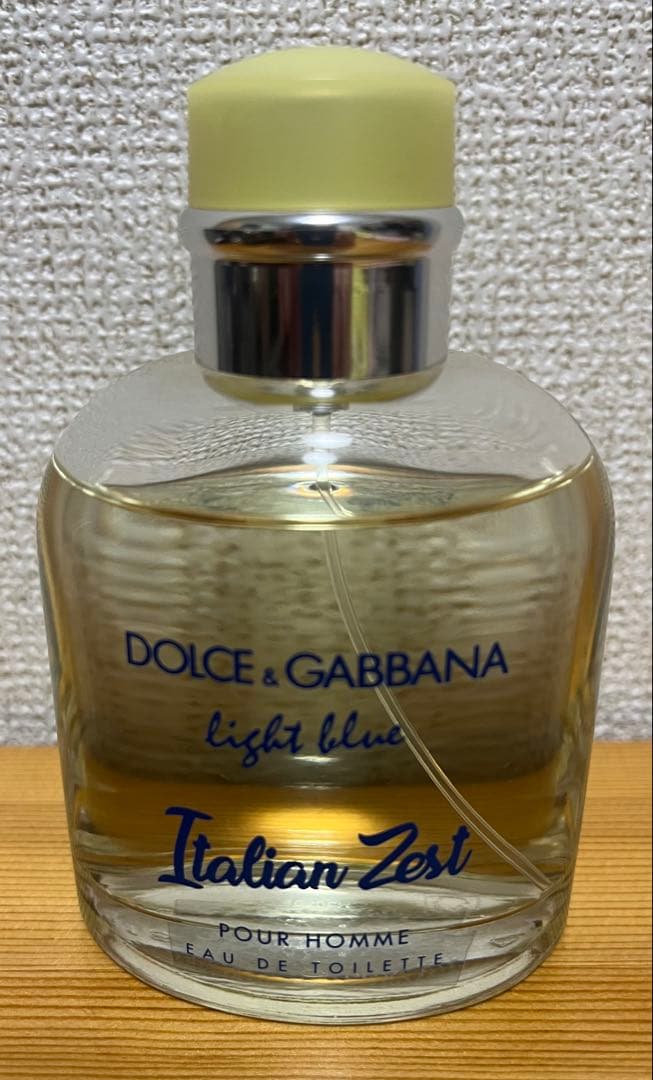 DOLCE & GABBANA
light blue
Italian Zest
POUR HOMME
EAU DE TOILETTE